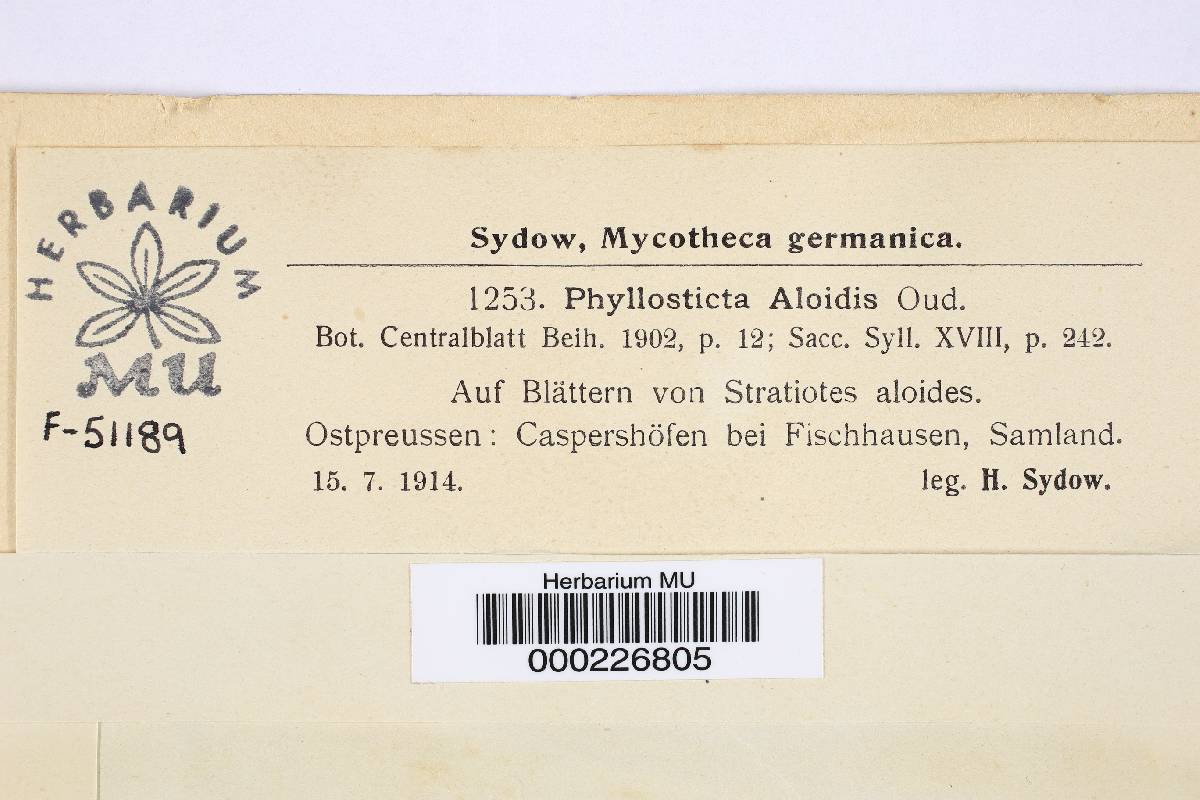 HERBARIUM
MU
F-51189
Sydow, Mycotheca germanica.
1253. Phyllosticta Aloidis Oud.
Bot. Centralblatt Beih. 1902, p. 12; Sacc. Syll. XVIII, p. 242.
Auf Blättern von Stratiotes aloides.
Ostpreussen: Caspershöfen bei Fischhausen, Samland.
15. 7. 1914. leg. H. Sydow.
Herbarium MU
000226805